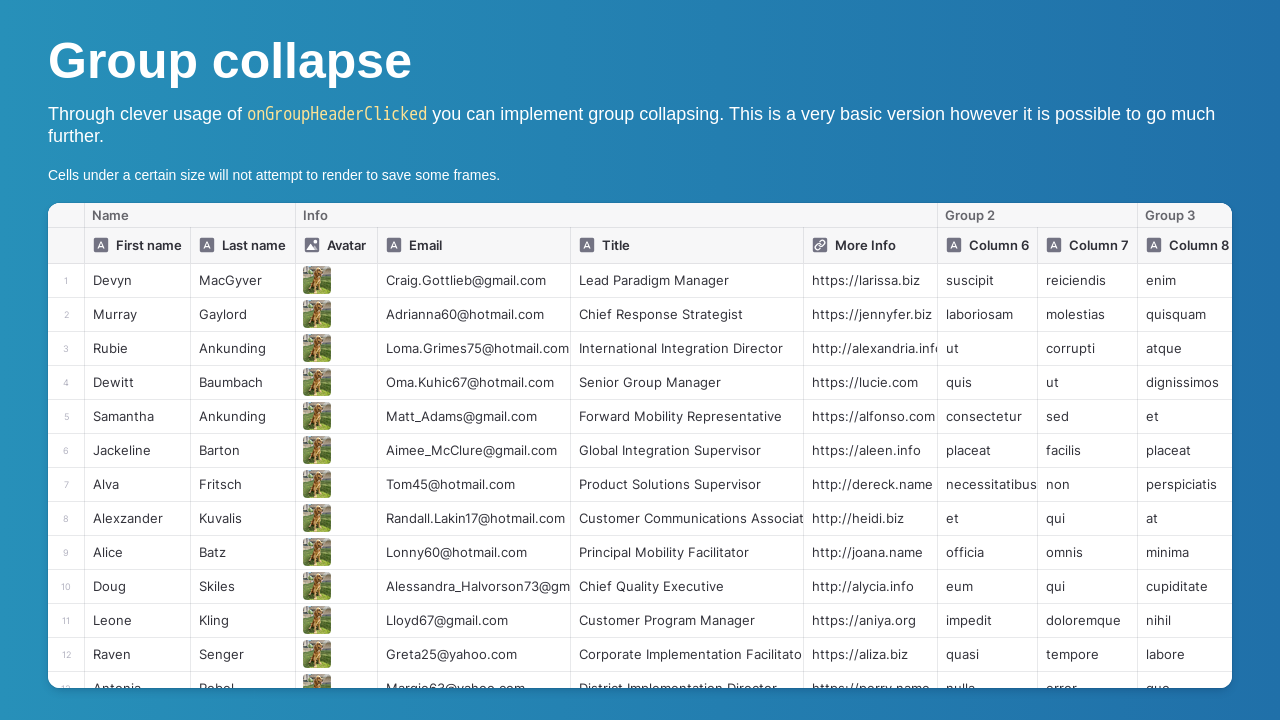 Group collapse
Through clever usage of onGroupHeaderClicked you can implement group collapsing. This is a very basic version however it is possible to go much
further.
Cells under a certain size will not attempt to render to save some frames.
Name Info Group 2 Group 3
First name Last name Avatar Email Title More Info Column 6 Column 7 Column 8
1 Devyn MacGyver Craig.Gottlieb@gmail.com Lead Paradigm Manager https://larissa.biz suscipit reiciendis enim
2 Murray Gaylord Adrianna60@hotmail.com Chief Response Strategist https://jennyfer.biz laboriosam molestias quisquam
3 Rubie Ankunding Loma.Grimes75@hotmail.com International Integration Director http://alexandria.info ut corrupti atque
4 Dewitt Baumbach Oma.Kuhic67@hotmail.com Senior Group Manager https://lucie.com quis ut dignissimos
5 Samantha Ankunding Matt_Adams@gmail.com Forward Mobility Representative https://alfonso.com consectetur sed et
6 Jackeline Barton Aimee_McClure@gmail.com Global Integration Supervisor https://aleen.info placeat facilis placeat
7 Alva Fritsch Tom45@hotmail.com Product Solutions Supervisor http://dereck.name necessitatibus non perspiciatis
8 Alexzander Kuvalis Randall.Lakin17@hotmail.com Customer Communications Associat http://heidi.biz et qui at
9 Alice Batz Lonny60@hotmail.com Principal Mobility Facilitator http://joana.name officia omnis minima
10 Doug Skiles Alessandra_Halvorson73@gm Chief Quality Executive http://alycia.info eum qui cupiditate
11 Leone Kling Lloyd67@gmail.com Customer Program Manager https://aniya.org impedit doloremque nihil
12 Raven Senger Greta25@yahoo.com Corporate Implementation Facilitato https://aliza.biz quasi tempore labore
District Implementation Director